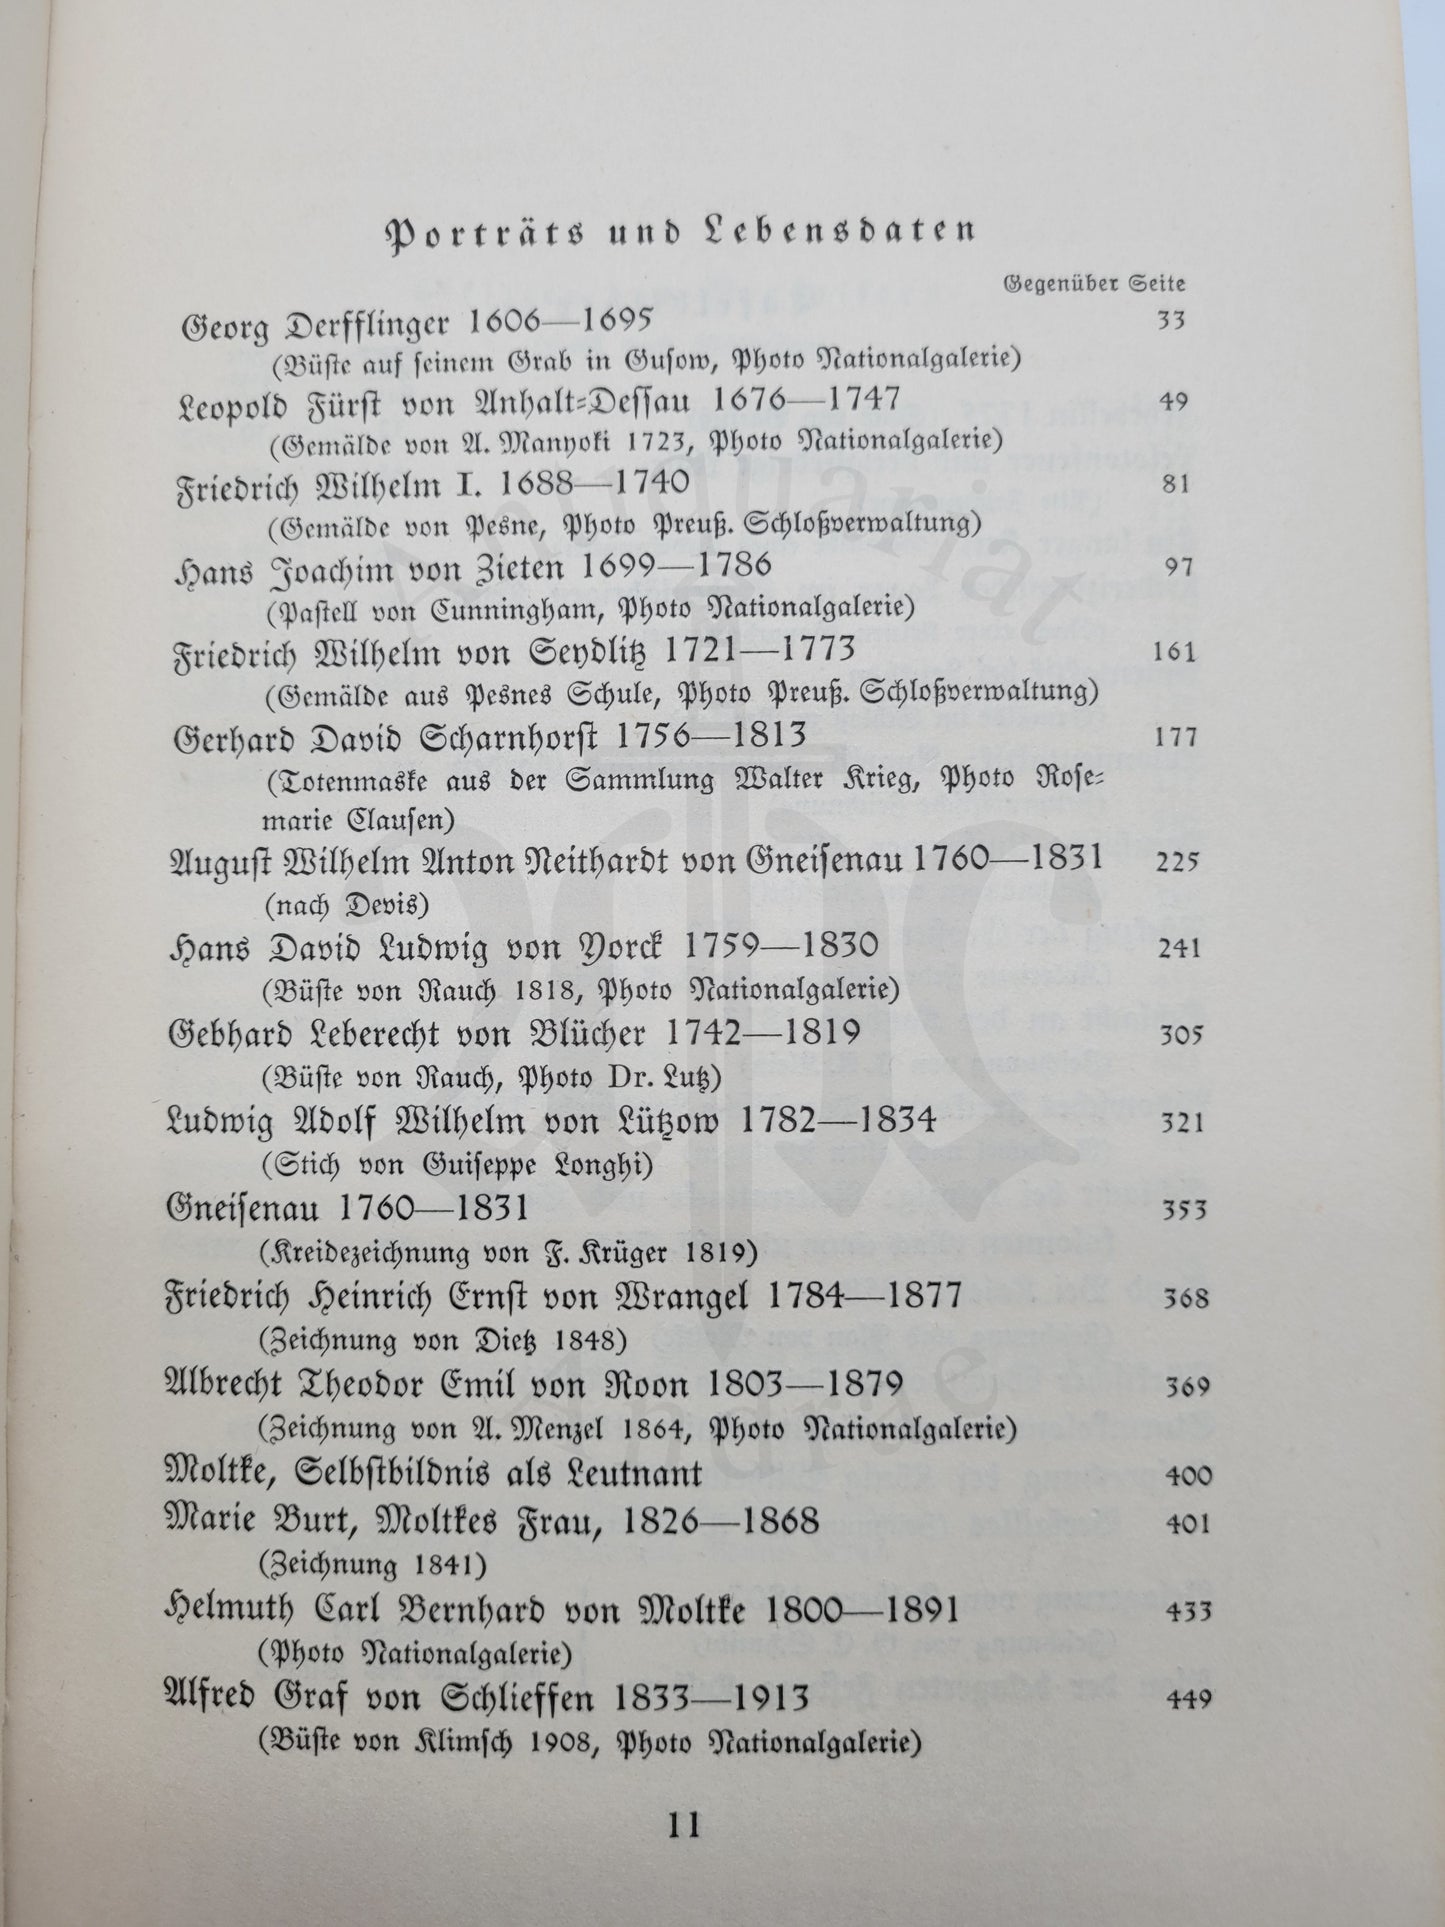 Porträts und Lebensdaten
Gegenüber Seite
Georg Derfflinger 1606—1695 33
(Büste auf seinem Grab in Gusow, Photo Nationalgalerie)
Leopold Fürst von Anhalt-Dessau 1676—1747 49
(Gemälde von A. Manyoki 1723, Photo Nationalgalerie)
Friedrich Wilhelm I. 1688—1740 81
(Gemälde von Pesne, Photo Preuß. Schloßverwaltung)
Hans Joachim von Zieten 1699—1786 97
(Pastell von Cunningham, Photo Nationalgalerie)
Friedrich Wilhelm von Seydlitz 1721—1773 161
(Gemälde aus Pesnes Schule, Photo Preuß. Schloßverwaltung)
Gerhard David Scharnhorst 1756—1813 177
(Totenmaske aus der Sammlung Walter Krieg, Photo Rose-
marie Clausen)
August Wilhelm Anton Neithardt von Gneisenau 1760—1831 225
(nach Devis)
Hans David Ludwig von Yorck 1759—1830 241
(Büste von Rauch 1818, Photo Nationalgalerie)
Gebhard Leberecht von Blücher 1742—1819 305
(Büste von Rauch, Photo Dr. Lutz)
Ludwig Adolf Wilhelm von Lützow 1782—1834 321
(Stich von Guiseppe Longhi)
Gneisenau 1760—1831 353
(Kreidezeichnung von F. Krüger 1819)
Friedrich Heinrich Ernst von Wrangel 1784—1877 368
(Zeichnung von Dietz 1848)
Albrecht Theodor Emil von Roon 1803—1879 369
(Zeichnung von A. Menzel 1864, Photo Nationalgalerie)
Moltke, Selbstbildnis als Leutnant 400
Marie Burt, Moltkes Frau, 1826—1868 401
(Zeichnung 1841)
Helmuth Carl Bernhard von Moltke 1800—1891 433
(Photo Nationalgalerie)
Alfred Graf von Schlieffen 1833—1913 449
(Büste von Klimsch 1908, Photo Nationalgalerie)
11
Antiquariat
Andrae